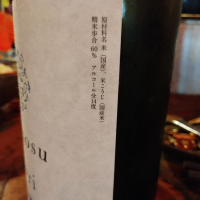 原材料名 米(国産)、米こうじ(国産米)
精米歩合 60% アルコール分14度
osu